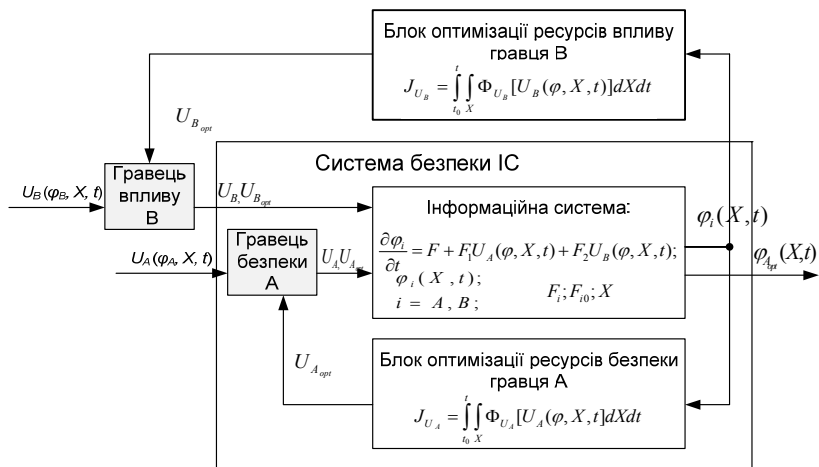 Блок оптимізації ресурсів впливу
гравця В
J_{U_B} = ∫_{t_0}^{t} ∫_X Φ_{U_B} [U_B (φ, X, t)]dXdt
U_{B_{opt}}
Система безпеки ІС
Гравець
впливу
В
U_B(φ_B, X, t)
U_B, U_{B_{opt}}
Інформаційна система:
∂φ_i/∂t = F + F_1U_A(φ, X, t) + F_2U_B(φ, X, t);
φ_i ( X , t );
i = A , B ;
F_i; F_{i0}; X
φ_i(X, t)
φ_{A_{opt}}(X, t)
Гравець
безпеки
А
U_A(φ_A, X, t)
U_A, U_{A_{opt}}
U_{A_{opt}}
Блок оптимізації ресурсів безпеки
гравця А
J_{U_A} = ∫_{t_0}^{t} ∫_X Φ_{U_A} [U_A (φ, X, t]dXdt